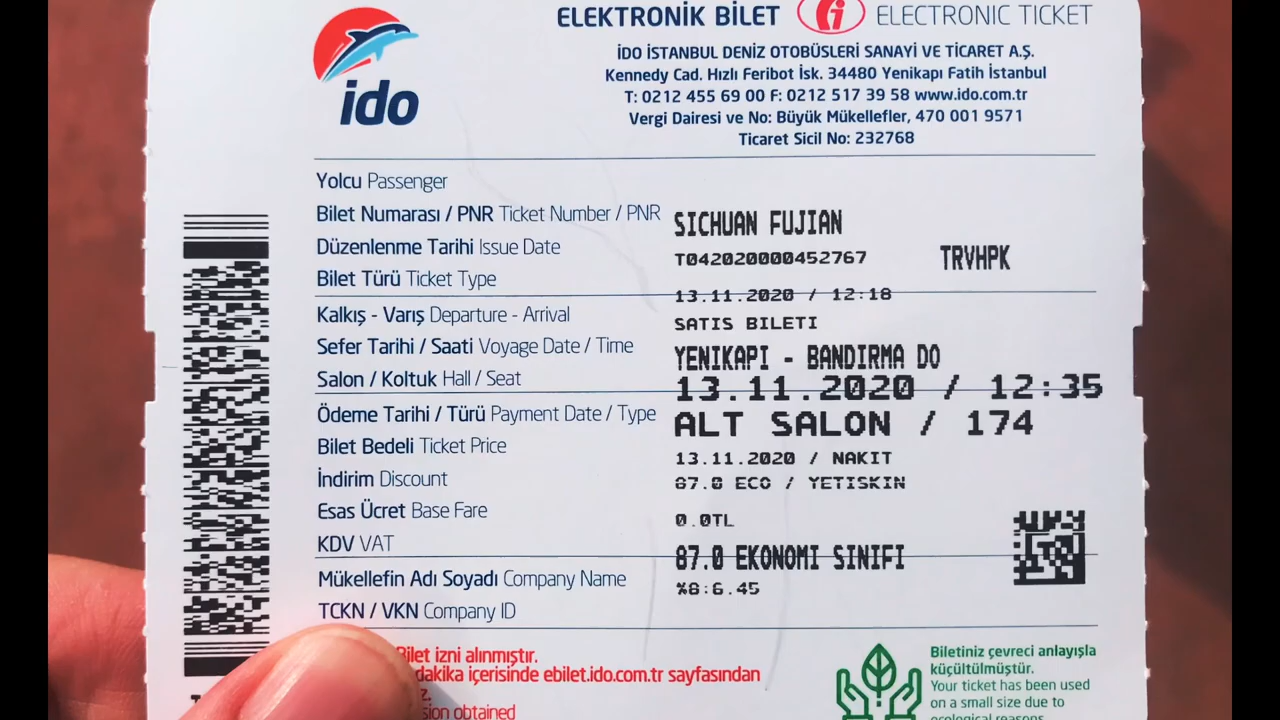 ELEKTRONİK BİLET ELECTRONIC TICKET
ido
İDO İSTANBUL DENİZ OTOBÜSLERİ SANAYİ VE TİCARET A.Ş.
Kennedy Cad. Hızlı Feribot İsk. 34480 Yenikapı Fatih İstanbul
T: 0212 455 69 00 F: 0212 517 39 58 www.ido.com.tr
Vergi Dairesi ve No: Büyük Mükellefler, 470 001 9571
Ticaret Sicil No: 232768
Yolcu Passenger
Bilet Numarası / PNR Ticket Number / PNR SICHUAN FUJIAN
Düzenlenme Tarihi Issue Date T042020000452767 TRVHPK
Bilet Türü Ticket Type 13.11.2020 / 12:18
Kalkış - Varış Departure - Arrival SATIS BILETI
Sefer Tarihi / Saati Voyage Date / Time YENIKAPI - BANDIRMA DO
Salon / Koltuk Hall / Seat 13.11.2020 / 12:35
Ödeme Tarihi / Türü Payment Date / Type ALT SALON / 174
Bilet Bedeli Ticket Price 13.11.2020 / NAKIT
İndirim Discount 87.0 ECO / YETISKIN
Esas Ücret Base Fare 0.0TL
KDV VAT 87.0 EKONOMI SINIFI
Mükellefin Adı Soyadı Company Name %8:6.45
TCKN / VKN Company ID
Bilet izni alınmıştır.
dakika içerisinde ebilet.ido.com.tr sayfasından
obtained
Biletiniz çevreci anlayışla
küçültülmüştür.
Your ticket has been used
on a small size due to
ecological reasons